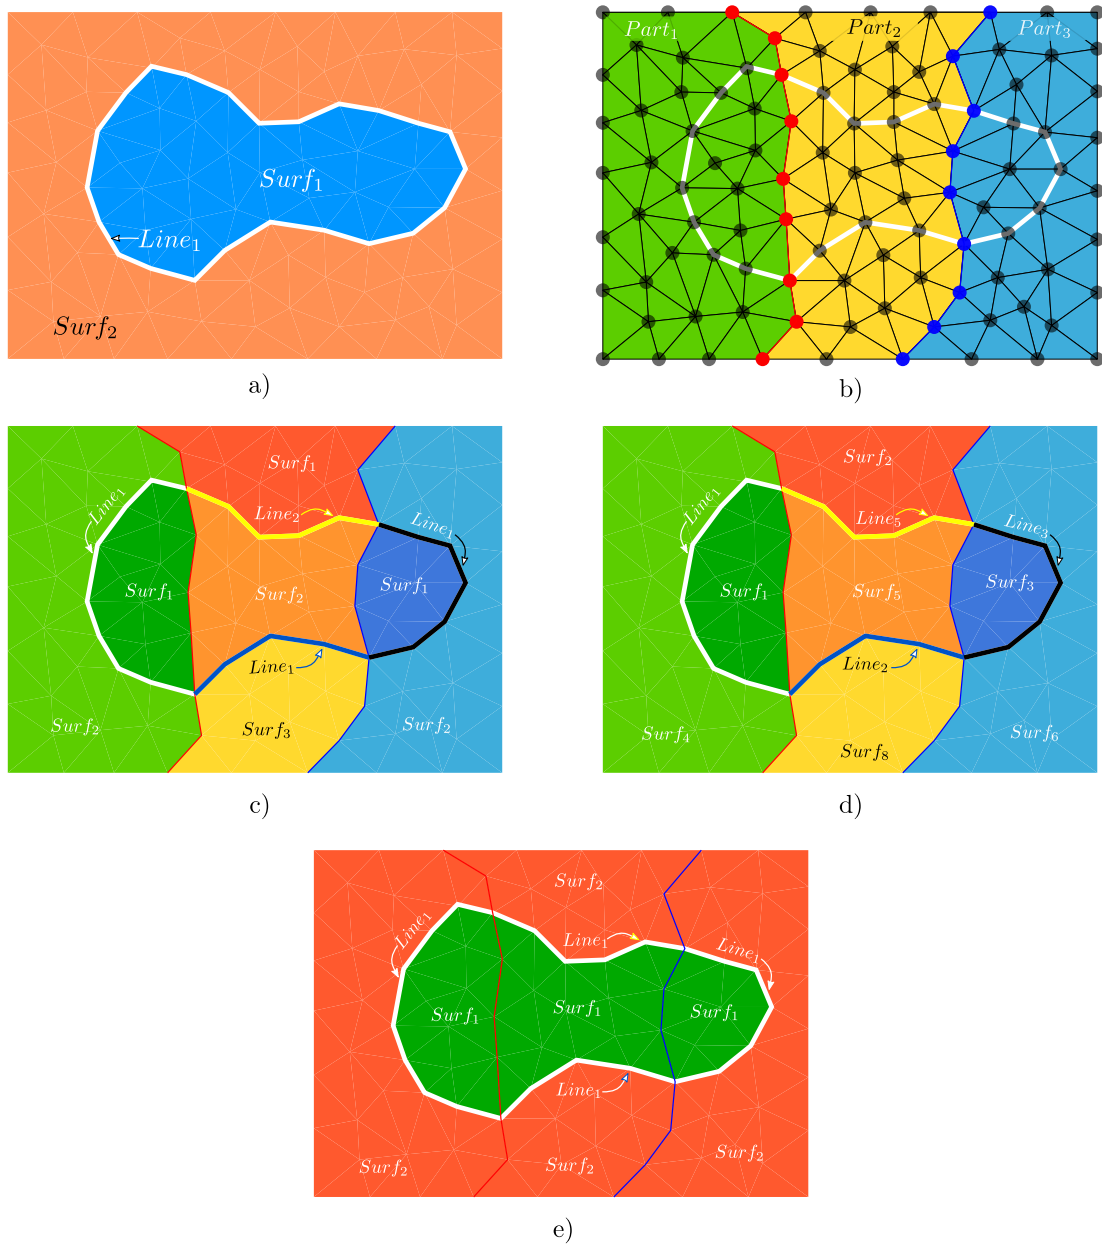 Surf₁
Line₁
Surf₂
a)
Part₁
Part₂
Part₃
b)
Surf₁
Line₁
Line₂
Line₁
Surf₁
Surf₂
Surf₁
Line₁
Surf₂
Surf₃
Surf₂
c)
Surf₂
Line₁
Line₅
Line₃
Surf₁
Surf₅
Surf₃
Line₂
Surf₄
Surf₈
Surf₆
d)
Surf₂
Line₁
Line₁
Line₁
Surf₁
Surf₁
Surf₁
Line₁
Surf₂
Surf₂
Surf₂
e)